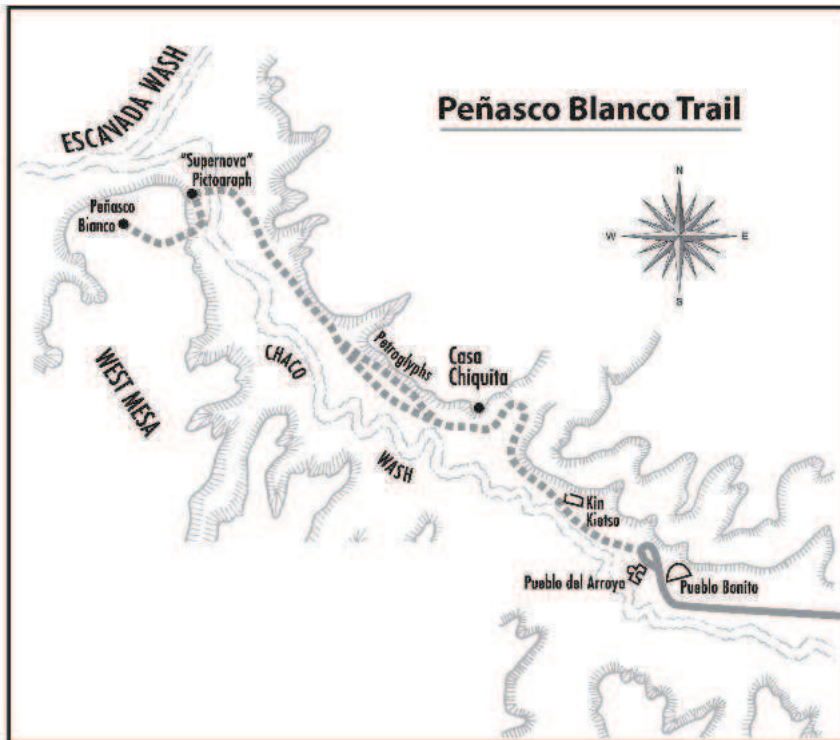 Peñasco Blanco Trail
ESCAVADA WASH
"Supernova"
Pictograph
Peñasco
Blanco
N
W
E
S
WEST MESA
CHACO
WASH
Petroglyphs
Casa
Chiquita
Kin
Kletso
Pueblo del Arroyo
Pueblo Bonito